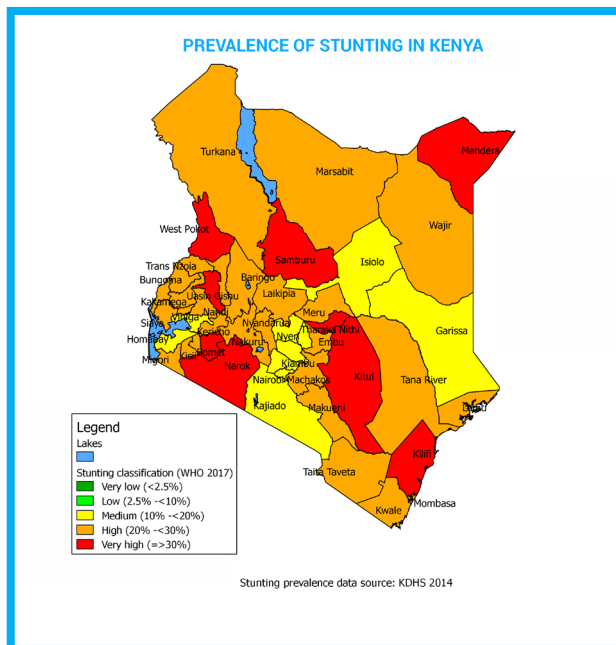 PREVALENCE OF STUNTING IN KENYA
Mandera
Turkana
Marsabit
Wajir
West Pokot
Samburu
Isiolo
Trans Nzoia
Baringo
Bungoma
Uasin Gishu
Laikipia
Kakamega
Meru
Nandi
Vihiga
Siaya
Nyandarua
Tharaka Nithi
Garissa
Kericho
Nyeri
Homabay
Nakuru
Embu
Kisii
Bomet
Migori
Narok
Kiambu
Kitui
Tana River
Nairobi
Machakos
Kajiado
Makueni
Lamu
Kilifi
Taita Taveta
Mombasa
Kwale
Legend
Lakes
Stunting classification (WHO 2017)
Very low (<2.5%)
Low (2.5% -<10%)
Medium (10% -<20%)
High (20% -<30%)
Very high (=>30%)
Stunting prevalence data source: KDHS 2014